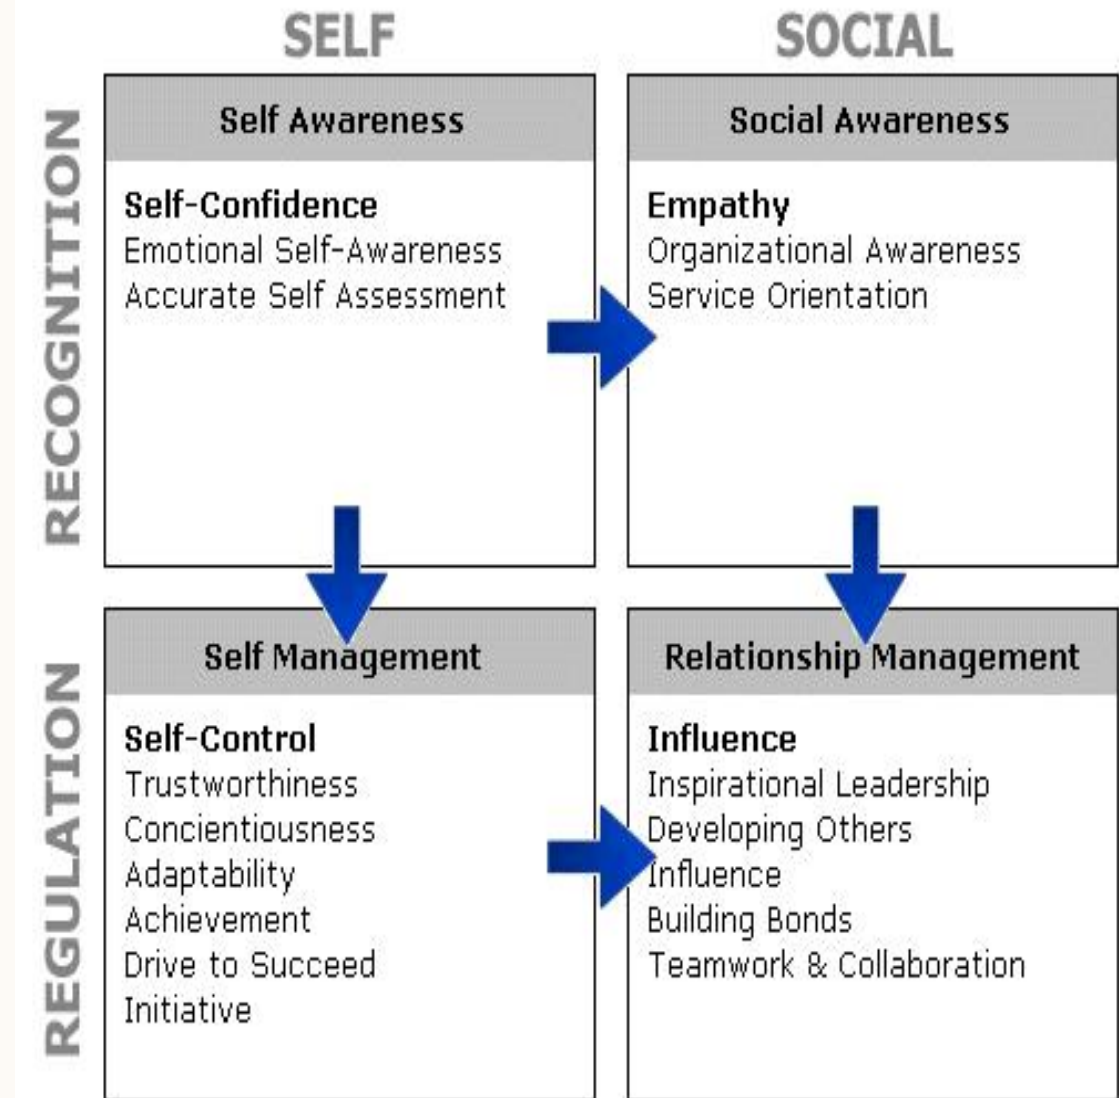 SELF
SOCIAL
RECOGNITION
Self Awareness
Self-Confidence
Emotional Self-Awareness
Accurate Self Assessment
Social Awareness
Empathy
Organizational Awareness
Service Orientation
REGULATION
Self Management
Self-Control
Trustworthiness
Concientiousness
Adaptability
Achievement
Drive to Succeed
Initiative
Relationship Management
Influence
Inspirational Leadership
Developing Others
Influence
Building Bonds
Teamwork & Collaboration